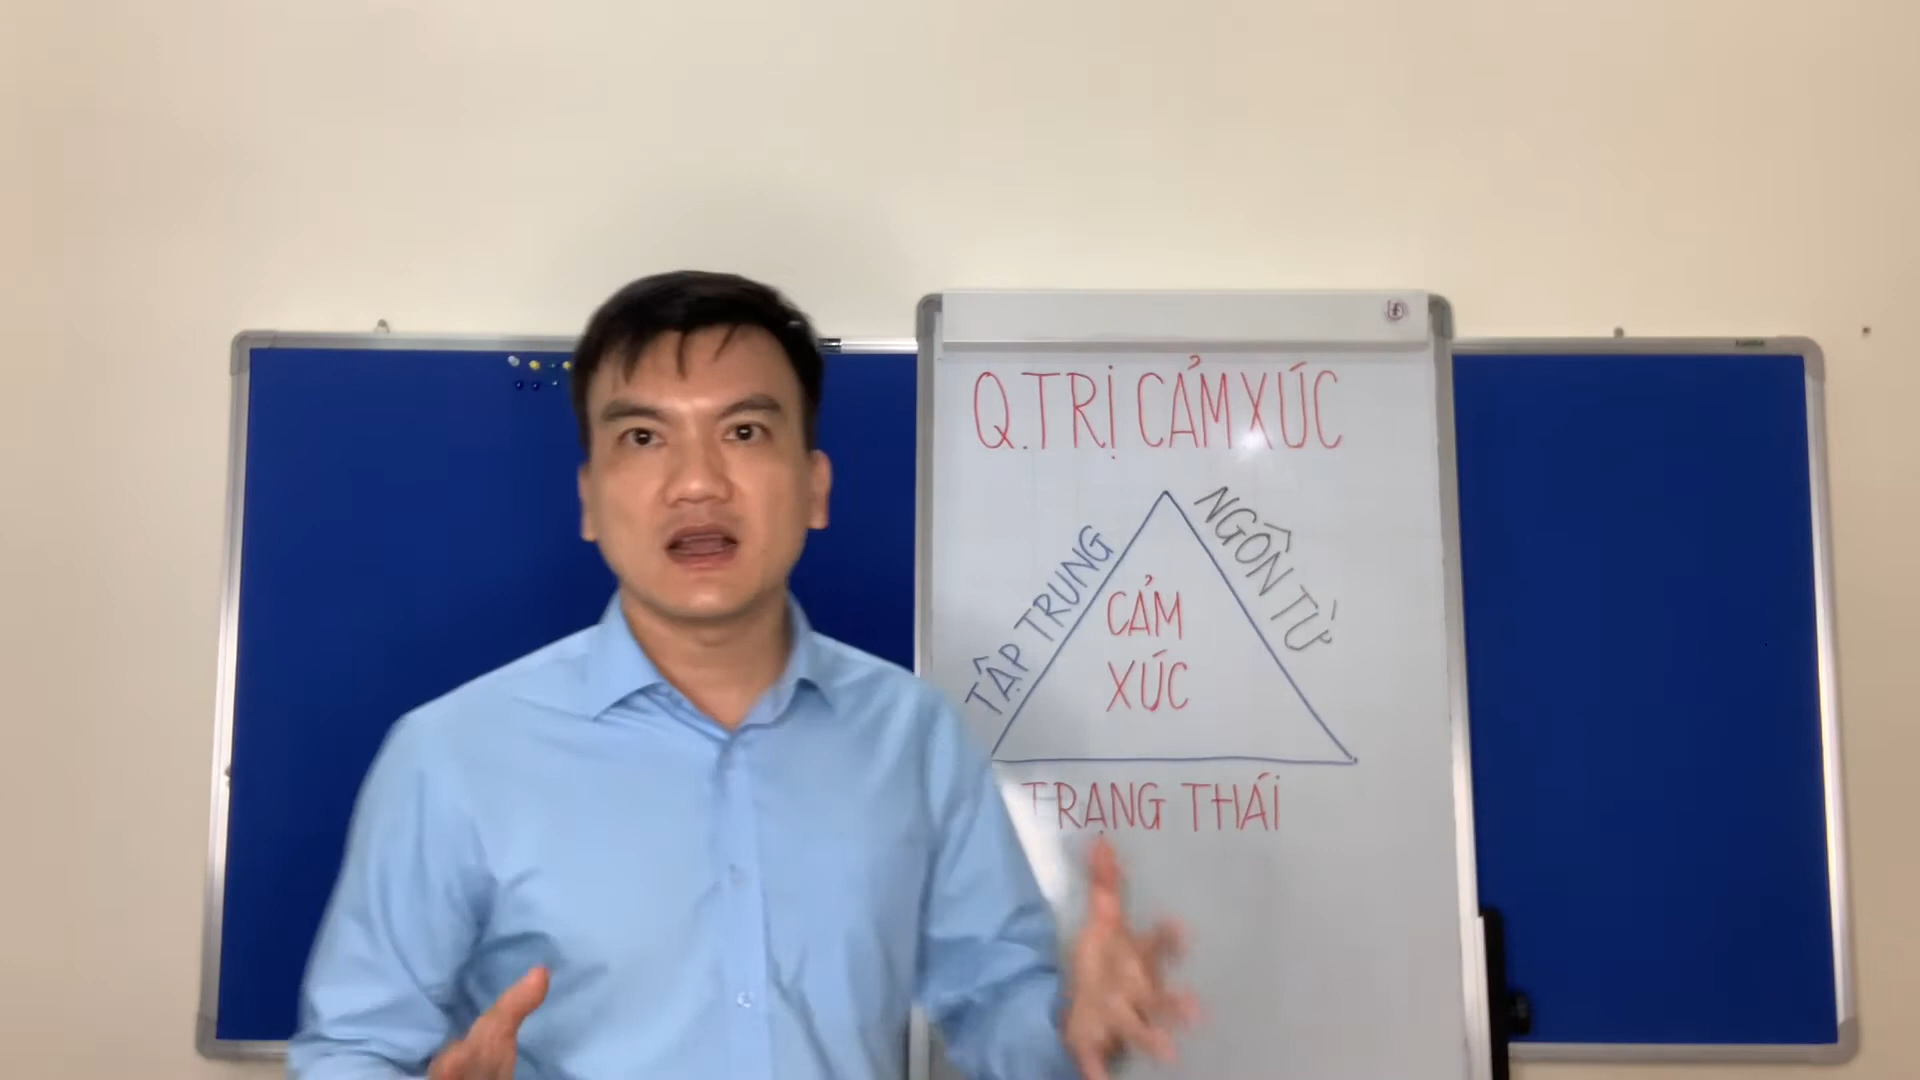 Q.TRỊ CẢM XÚC
TẬP TRUNG
NGÔN TỪ
CẢM
XÚC
TRẠNG THÁI